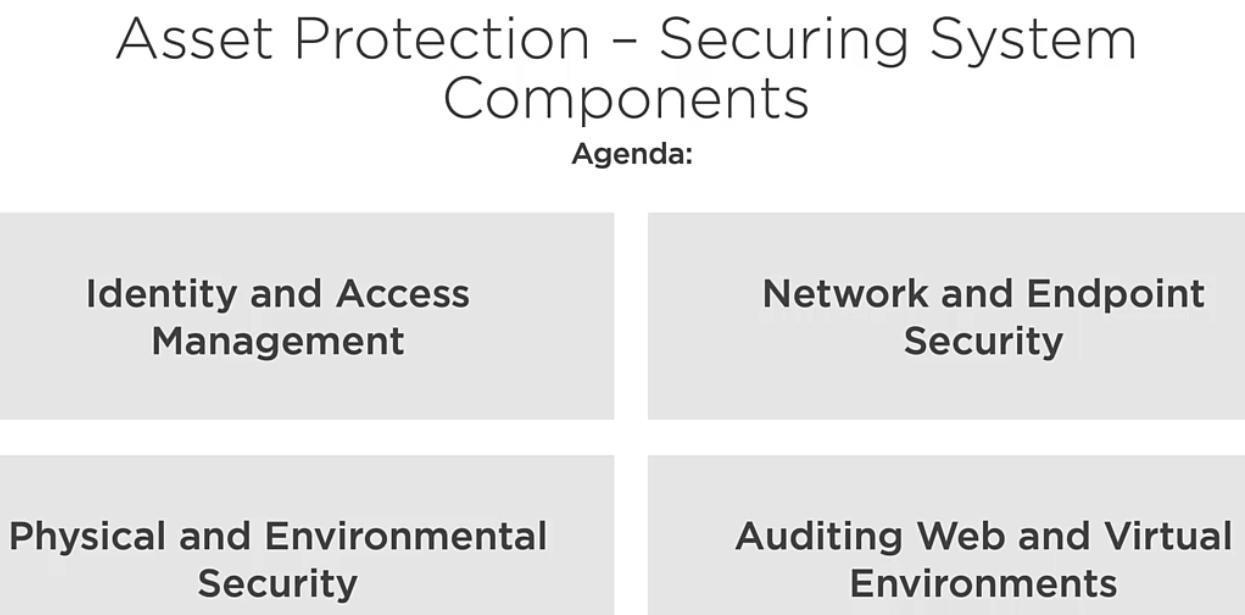 Asset Protection – Securing System
Components
Agenda:
Identity and Access
Management
Network and Endpoint
Security
Physical and Environmental
Security
Auditing Web and Virtual
Environments